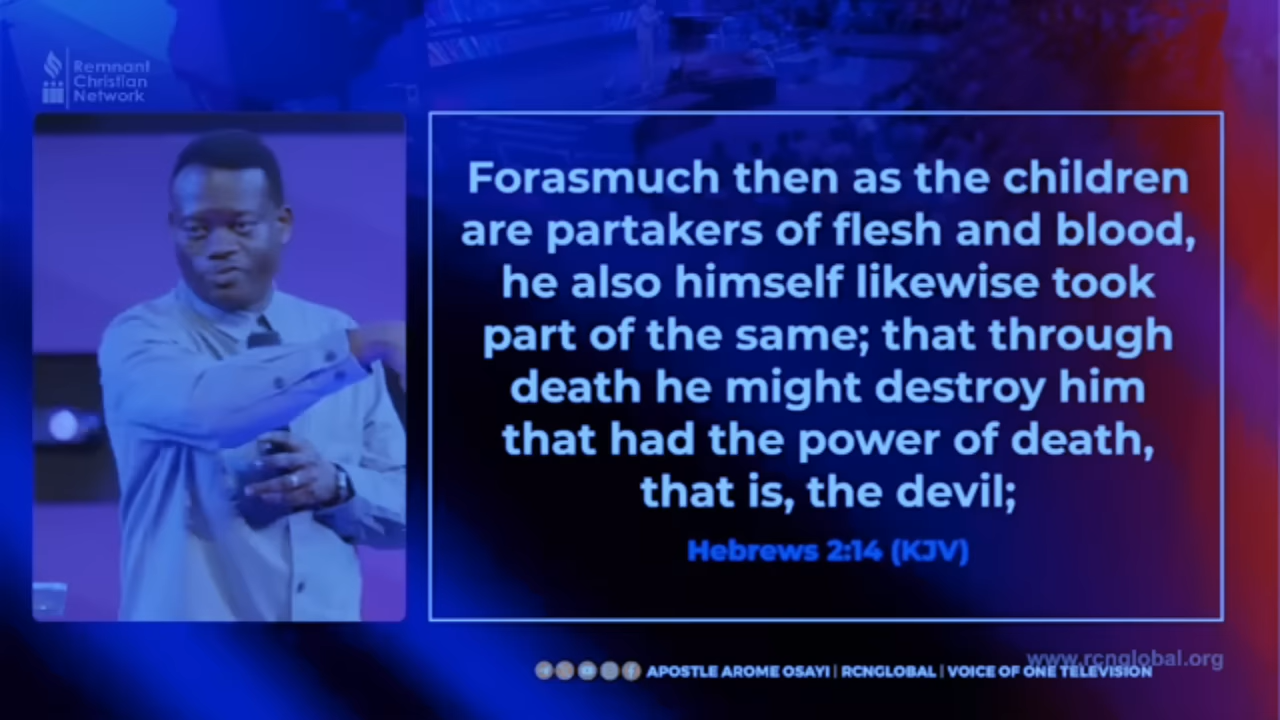 Remnant
Christian
Network
Forasmuch then as the children
are partakers of flesh and blood,
he also himself likewise took
part of the same; that through
death he might destroy him
that had the power of death,
that is, the devil;
Hebrews 2:14 (KJV)
www.rcnglobal.org
APOSTLE AROME OSAYI | RCNGLOBAL | VOICE OF ONE TELEVISION